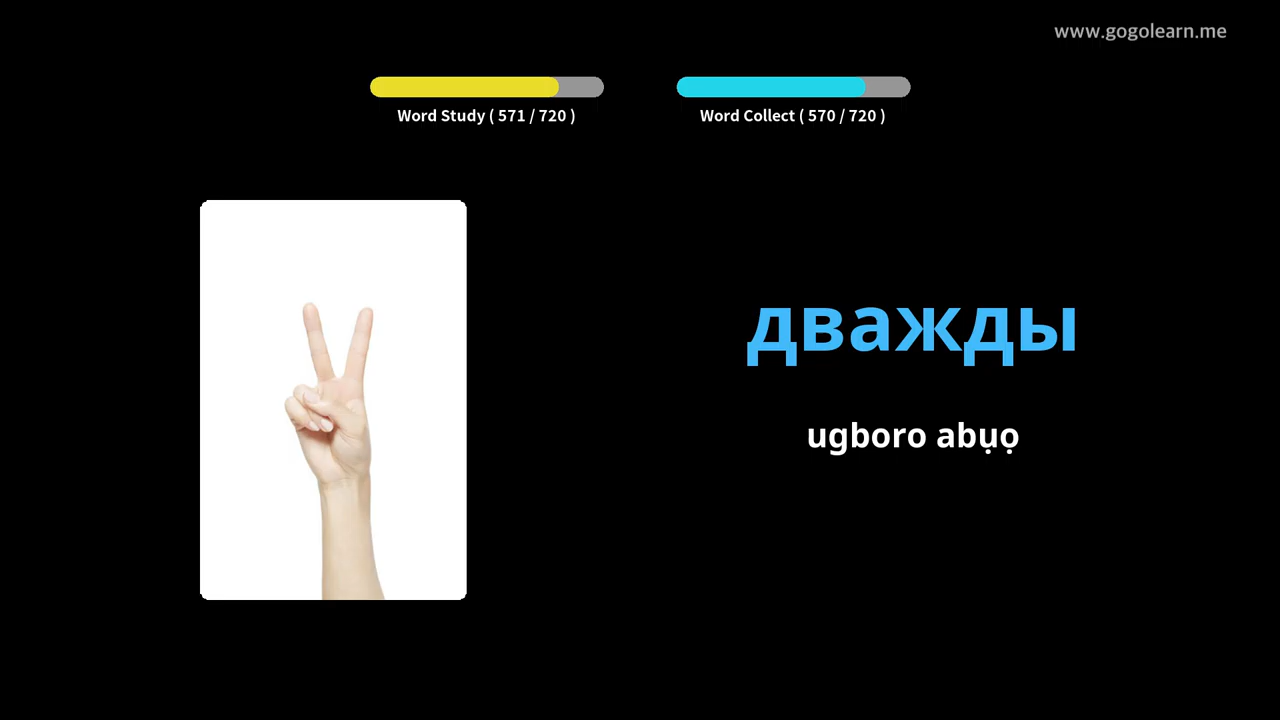 www.gogolearn.me
Word Study ( 571 / 720 )
Word Collect ( 570 / 720 )
дважды
ugboro abụọ